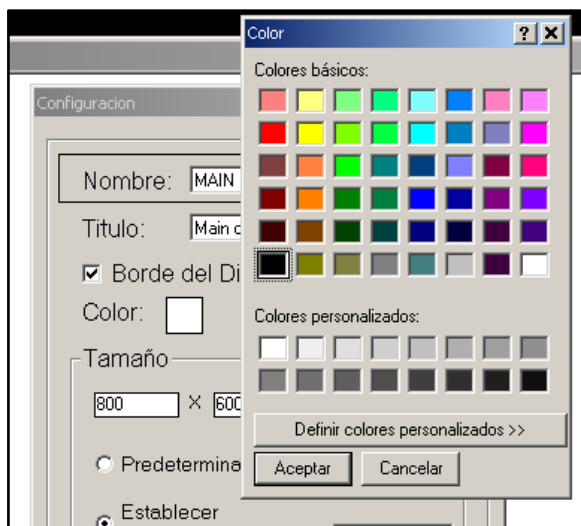 Color
Colores básicos:
Configuracion
Nombre: MAIN
Titulo: Main
Borde del
Color:
Colores personalizados:
Tamaño
800 X 600
Definir colores personalizados >>
Predetermina
Aceptar Cancelar
Establecer